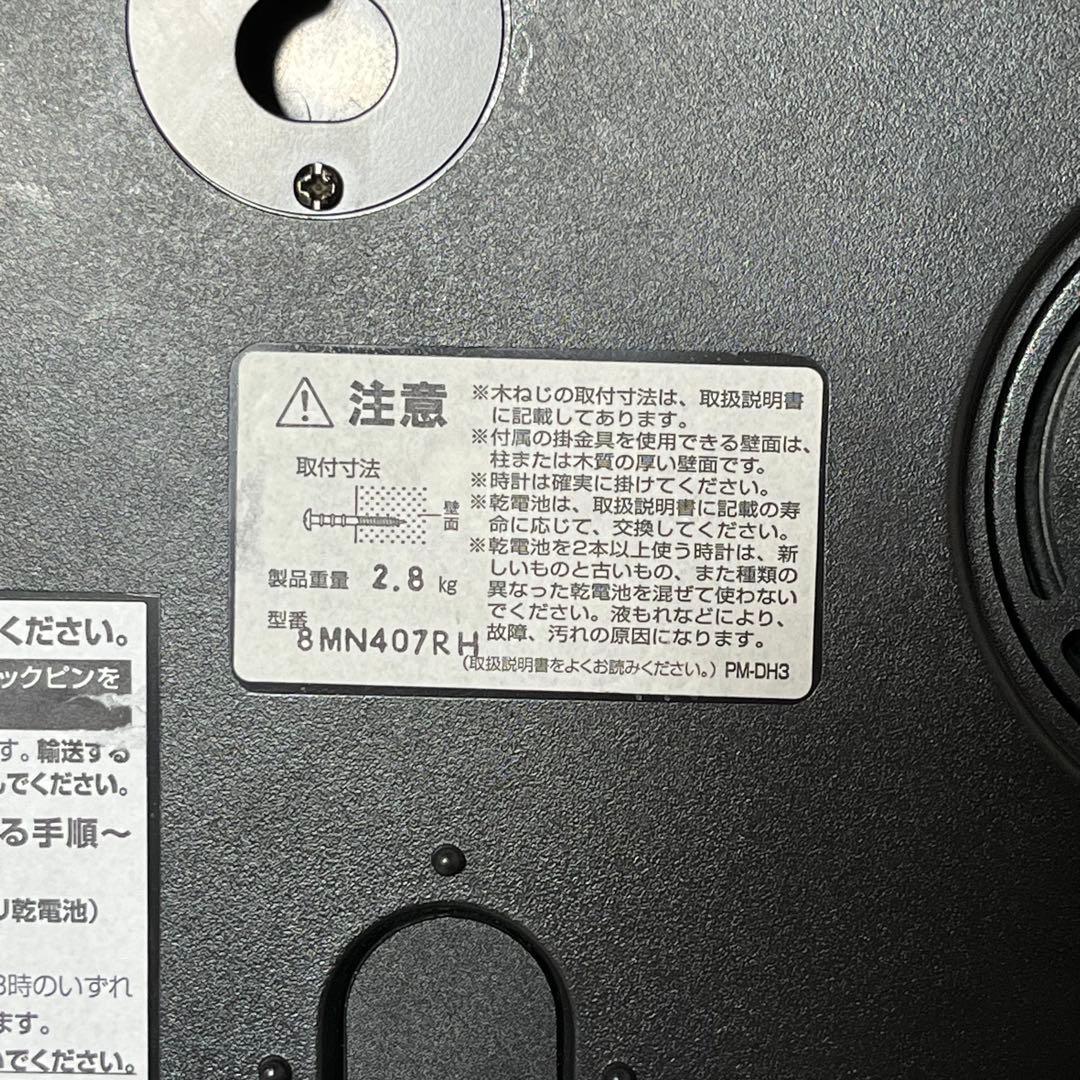 注意
取付寸法
壁面
製品重量 2.8 kg
型番
8MN407RH
※木ねじの取付寸法は、取扱説明書
に記載してあります。
※付属の掛金具を使用できる壁面は、
柱または木質の厚い壁面です。
※時計は確実に掛けてください。
※乾電池は、取扱説明書に記載の寿
命に応じて、交換してください。
※乾電池を2本以上使う時計は、新
しいものと古いもの、また種類の
異なった乾電池を混ぜて使わない
でください。液もれなどにより、
故障、汚れの原因になります。
(取扱説明書をよくお読みください。) PM-DH3
ください。
ックピンを
す。輸送する
でください。
る手順～
リ乾電池）
3時のいずれ
ます。
いでください。